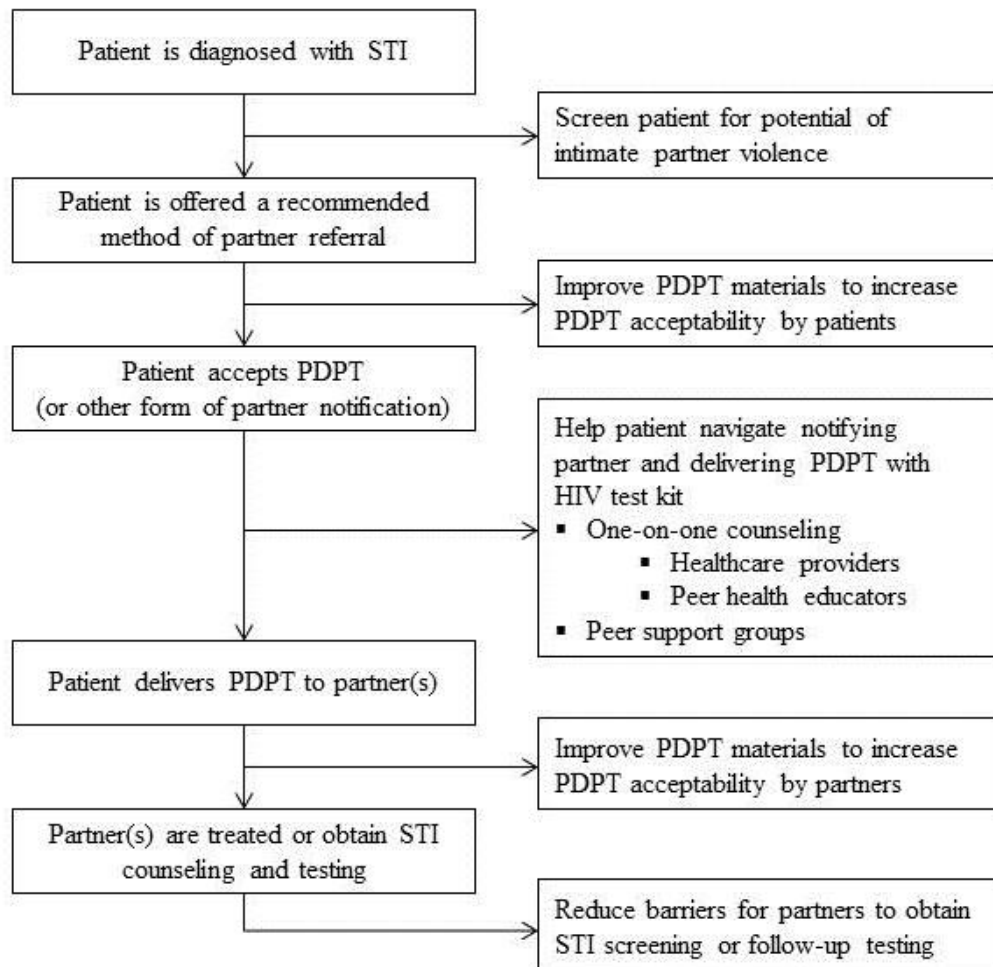 Patient is diagnosed with STI
Screen patient for potential of
intimate partner violence
Patient is offered a recommended
method of partner referral
Improve PDPT materials to increase
PDPT acceptability by patients
Patient accepts PDPT
(or other form of partner notification)
Help patient navigate notifying
partner and delivering PDPT with
HIV test kit
▪ One-on-one counseling
▪ Healthcare providers
▪ Peer health educators
▪ Peer support groups
Patient delivers PDPT to partner(s)
Improve PDPT materials to increase
PDPT acceptability by partners
Partner(s) are treated or obtain STI
counseling and testing
Reduce barriers for partners to obtain
STI screening or follow-up testing